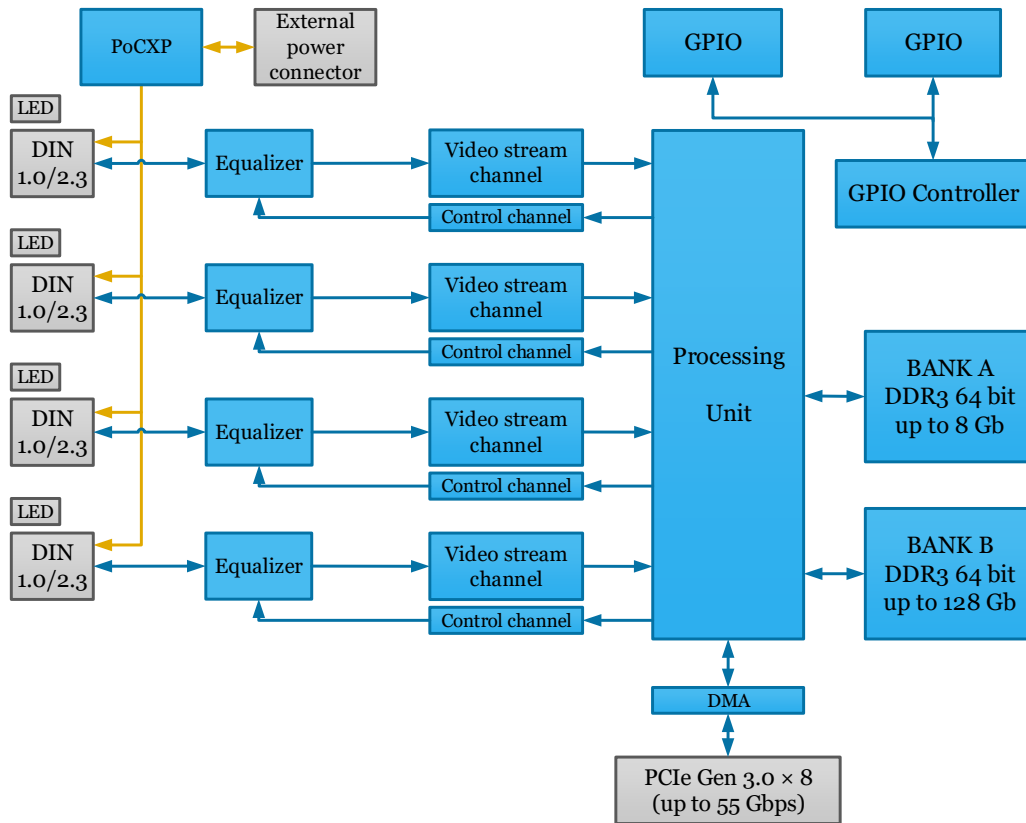 PoCXP
External
power
connector
GPIO
GPIO
LED
DIN
1.0/2.3
Equalizer
Video stream
channel
Control channel
GPIO Controller
LED
DIN
1.0/2.3
Equalizer
Video stream
channel
Control channel
Processing
Unit
BANK A
DDR3 64 bit
up to 8 Gb
LED
DIN
1.0/2.3
Equalizer
Video stream
channel
Control channel
LED
DIN
1.0/2.3
Equalizer
Video stream
channel
Control channel
BANK B
DDR3 64 bit
up to 128 Gb
DMA
PCIe Gen 3.0 × 8
(up to 55 Gbps)